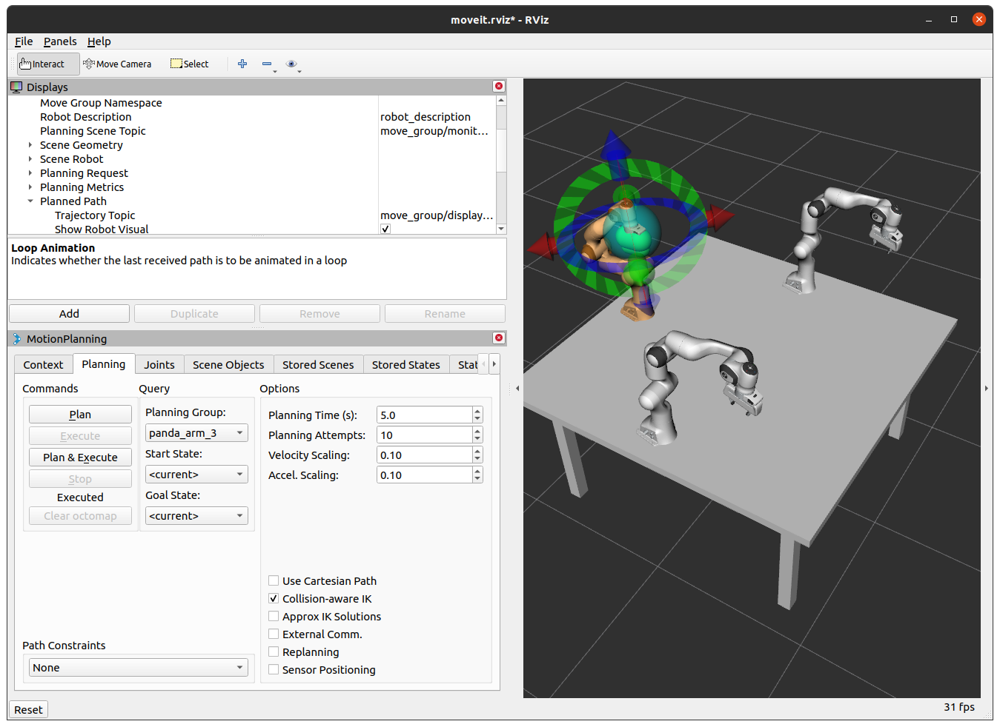 moveit.rviz* - RViz
File Panels Help
Interact Move Camera Select
Displays
Move Group Namespace
Robot Description robot_description
Planning Scene Topic move_group/monit...
Scene Geometry
Scene Robot
Planning Request
Planning Metrics
Planned Path
Trajectory Topic move_group/display...
Show Robot Visual
Loop Animation
Indicates whether the last received path is to be animated in a loop
Add Duplicate Remove Rename
MotionPlanning
Context Planning Joints Scene Objects Stored Scenes Stored States Stat
Commands Query Options
Plan
Execute
Plan & Execute
Stop
Executed
Clear octomap
Planning Group:
panda_arm_3
Start State:
<current>
Goal State:
<current>
Planning Time (s): 5.0
Planning Attempts: 10
Velocity Scaling: 0.10
Accel. Scaling: 0.10
Use Cartesian Path
Collision-aware IK
Approx IK Solutions
External Comm.
Replanning
Sensor Positioning
Path Constraints
None
Reset
31 fps